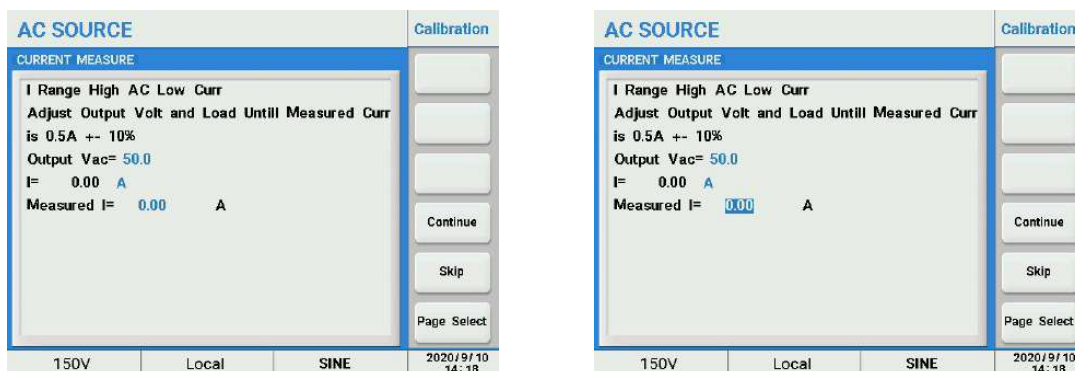 AC SOURCE
Calibration
CURRENT MEASURE
I Range High AC Low Curr
Adjust Output Volt and Load Untill Measured Curr
is 0.5A +- 10%
Output Vac= 50.0
I= 0.00 A
Measured I= 0.00 A
Continue
Skip
Page Select
150V
Local
SINE
2020/9/10
14:18
AC SOURCE
Calibration
CURRENT MEASURE
I Range High AC Low Curr
Adjust Output Volt and Load Untill Measured Curr
is 0.5A +- 10%
Output Vac= 50.0
I= 0.00 A
Measured I= 0.00 A
Continue
Skip
Page Select
150V
Local
SINE
2020/9/10
14:18